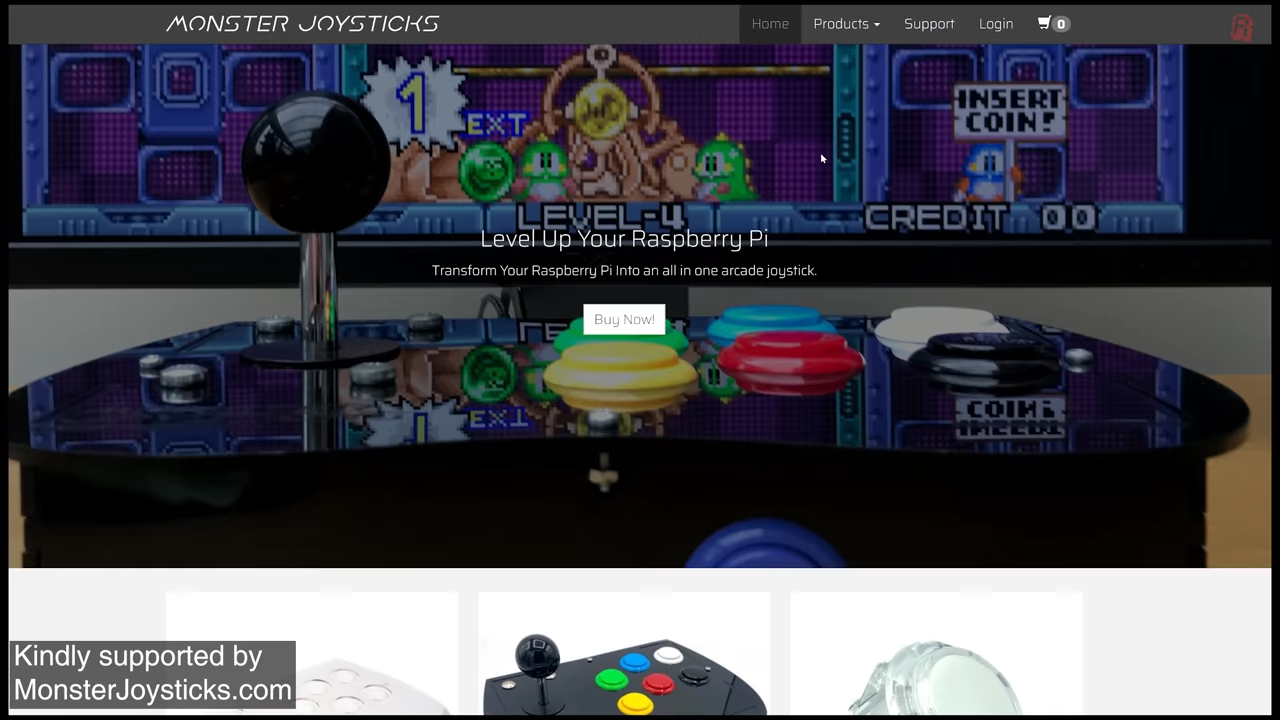 MONSTER JOYSTICKS
Home
Products
Support
Login
0
1
EXT
INSERT
COIN!
LEVEL-4
CREDIT 00
Level Up Your Raspberry Pi
Transform Your Raspberry Pi Into an all in one arcade joystick.
Buy Now!
Kindly supported by
MonsterJoysticks.com